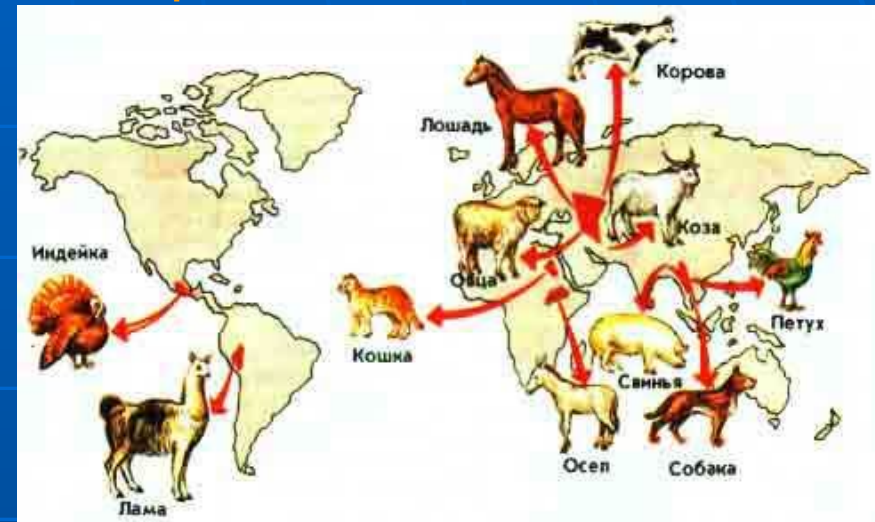 Корова
Лошадь
Коза
Индейка
Овца
Петух
Кошка
Свинья
Осел
Собака
Лама